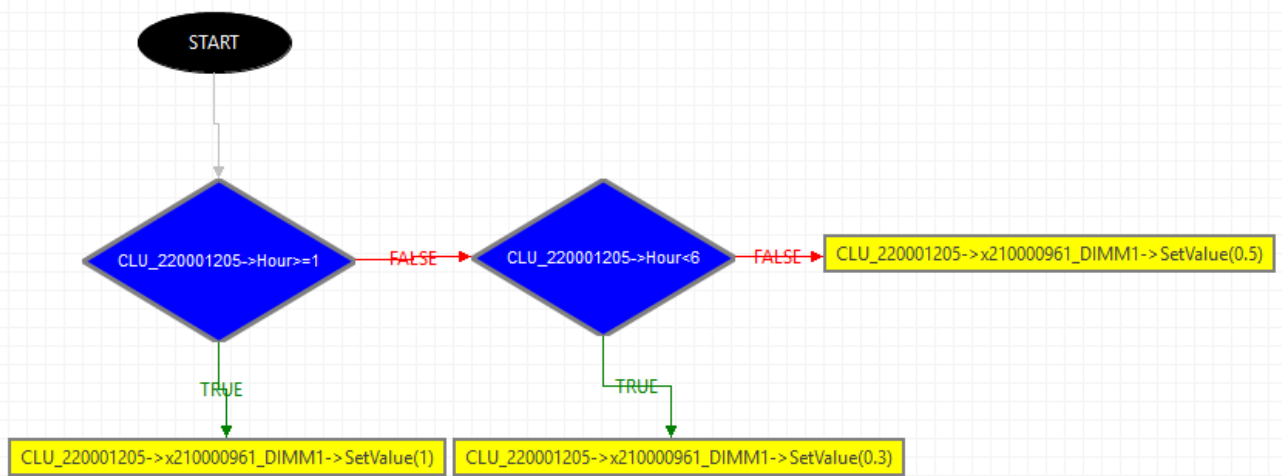 START
CLU_220001205->Hour>=1
FALSE
CLU_220001205->Hour<6
FALSE
CLU_220001205->x210000961_DIMM1->SetValue(0.5)
TRUE
TRUE
CLU_220001205->x210000961_DIMM1->SetValue(1)
CLU_220001205->x210000961_DIMM1->SetValue(0.3)